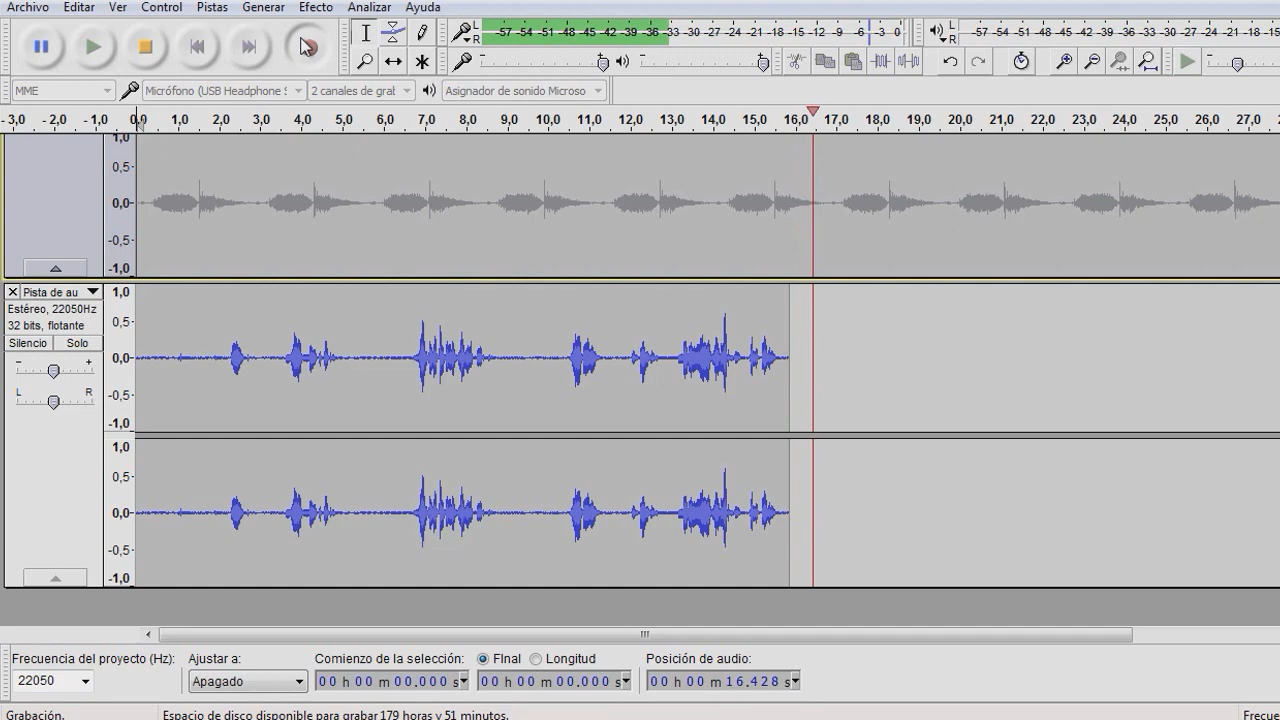 Archivo Editar Ver Control Pistas Generar Efecto Analizar Ayuda
L R -57 -54 -51 -48 -45 -42 -39 -36 -33 -30 -27 -24 -21 -18 -15 -12 -9 -6 -3 0 L R -57 -54 -51 -48 -45 -42 -39 -36 -33 -30 -27 -24 -21 -18 -15
MME Micrófono (USB Headphone S 2 canales de grat Asignador de sonido Microso
- 3,0 - 2,0 - 1,0 0,0 1,0 2,0 3,0 4,0 5,0 6,0 7,0 8,0 9,0 10,0 11,0 12,0 13,0 14,0 15,0 16,0 17,0 18,0 19,0 20,0 21,0 22,0 23,0 24,0 25,0 26,0 27,0
1,0
0,5-
0,0-
-0,5-
-1,0
Pista de au 1,0
Estéreo, 22050Hz
32 bits, flotante 0,5-
Silencio Solo
- + 0,0-
L R -0,5-
-1,0
1,0
0,5-
0,0-
-0,5-
-1,0
Frecuencia del proyecto (Hz): Ajustar a: Comienzo de la selección: FInal Longitud Posición de audio:
22050 Apagado 00 h 00 m 00.000 s 00 h 00 m 00.000 s 00 h 00 m 16.428 s
Grabación. Espacio de disco disponible para grabar 179 horas y 51 minutos. Frecue